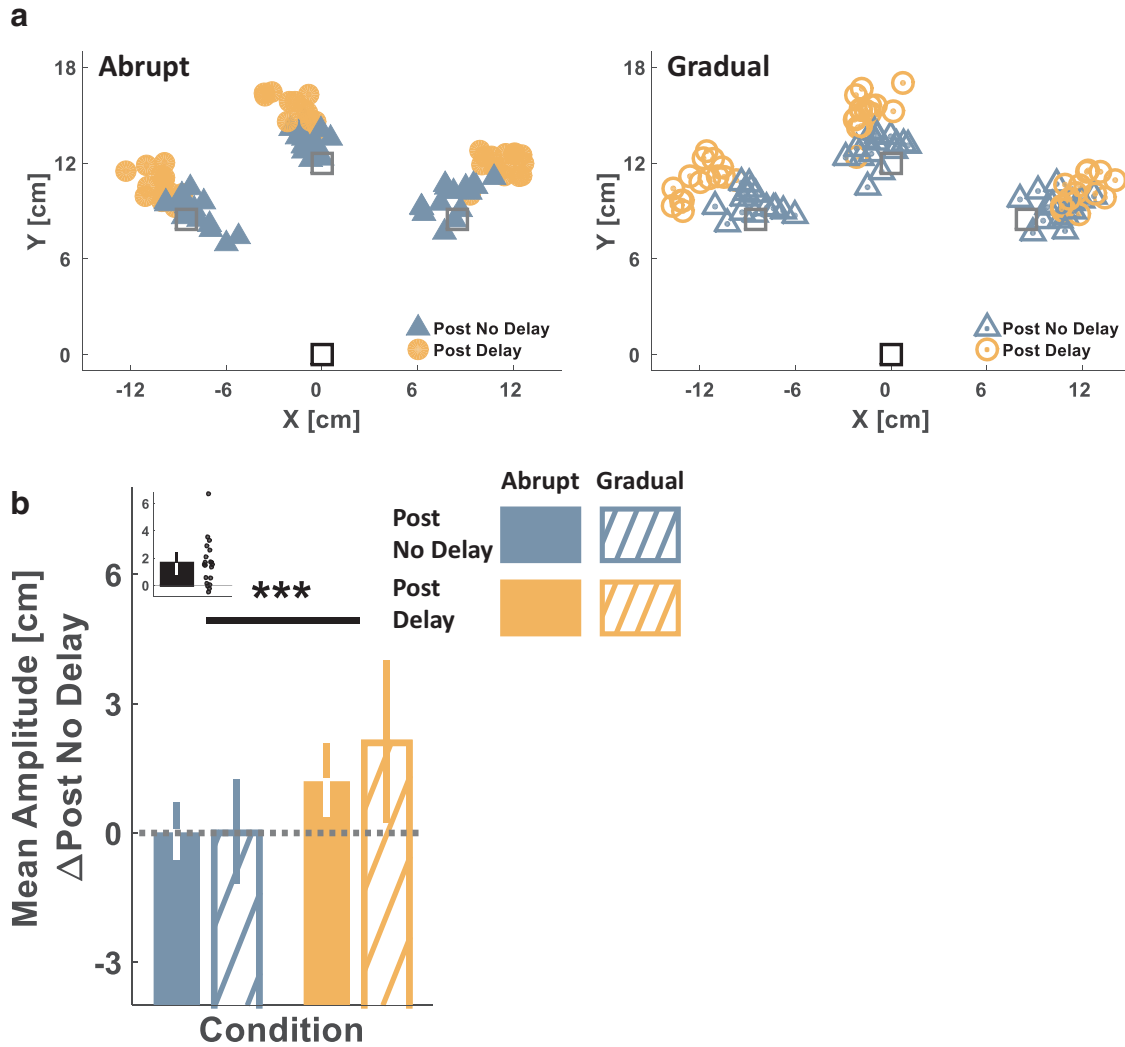 a
Abrupt
18
12
6
0
Y [cm]
-12 -6 0 6 12
X [cm]
Post No Delay
Post Delay
Gradual
18
12
6
0
Y [cm]
-12 -6 0 6 12
X [cm]
Post No Delay
Post Delay
b
Abrupt Gradual
Post
No Delay
Post
Delay
6
4
2
0
***
6
3
0
-3
Mean Amplitude [cm]
△Post No Delay
Condition